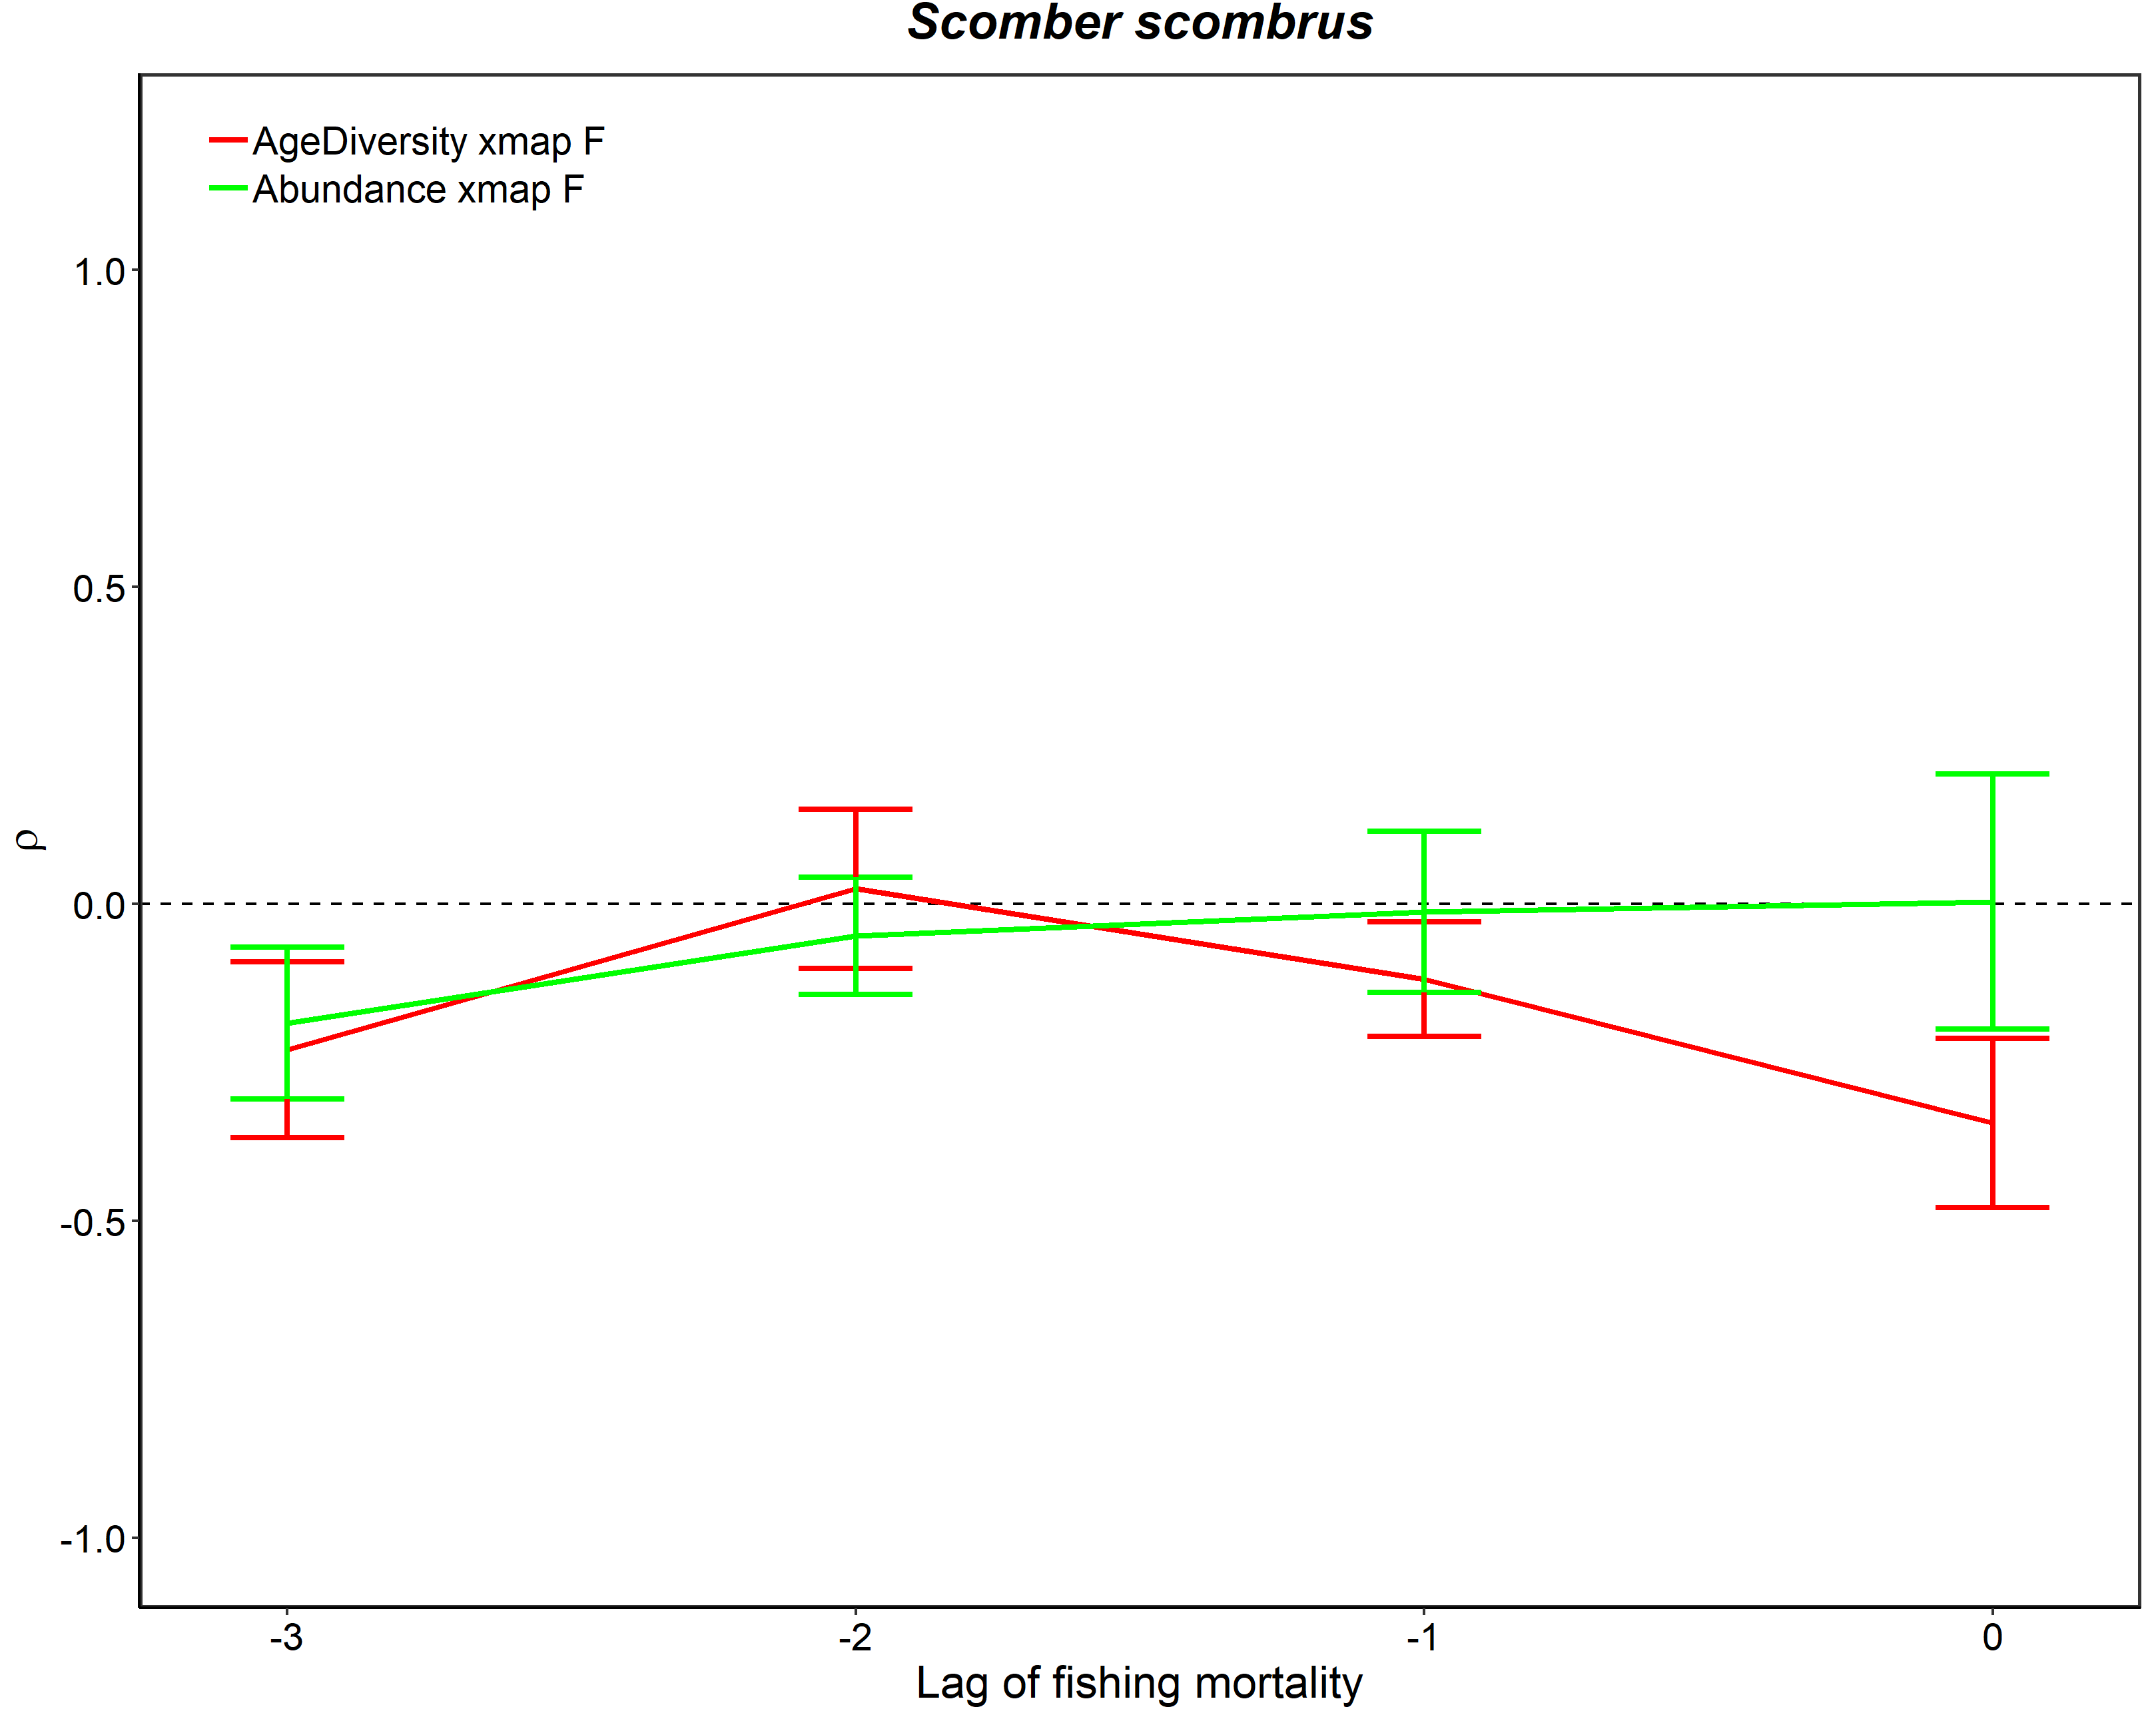 Scomber scombrus
AgeDiversity xmap F
Abundance xmap F
1.0
0.5
0.0
-0.5
-1.0
ρ
-3 -2 -1 0
Lag of fishing mortality